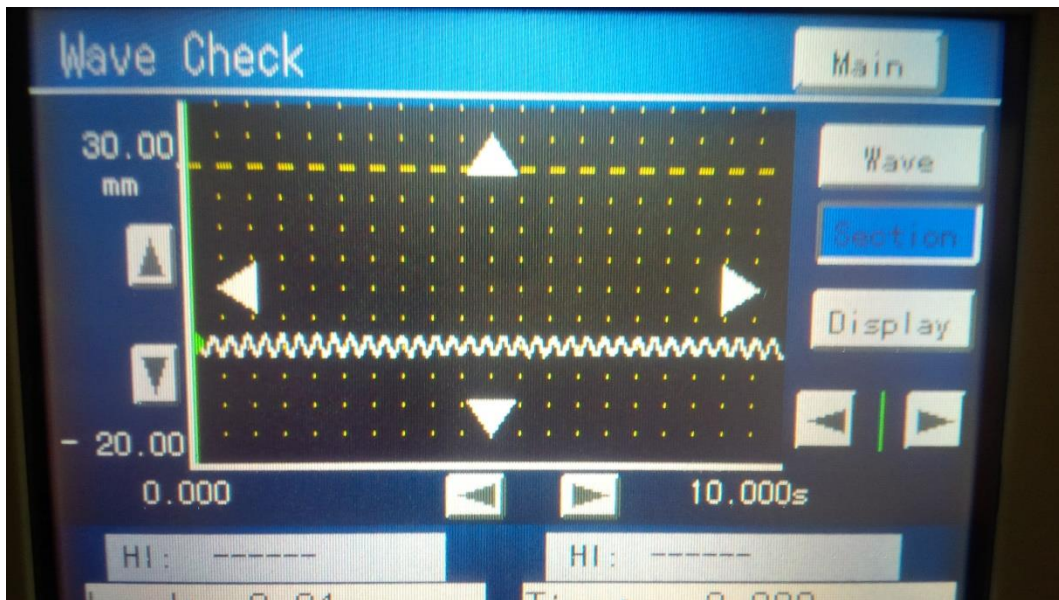 Wave Check
Main
30.00
mm
Wave
Section
Display
- 20.00
0.000
10.000s
HI: ------
HI: ------